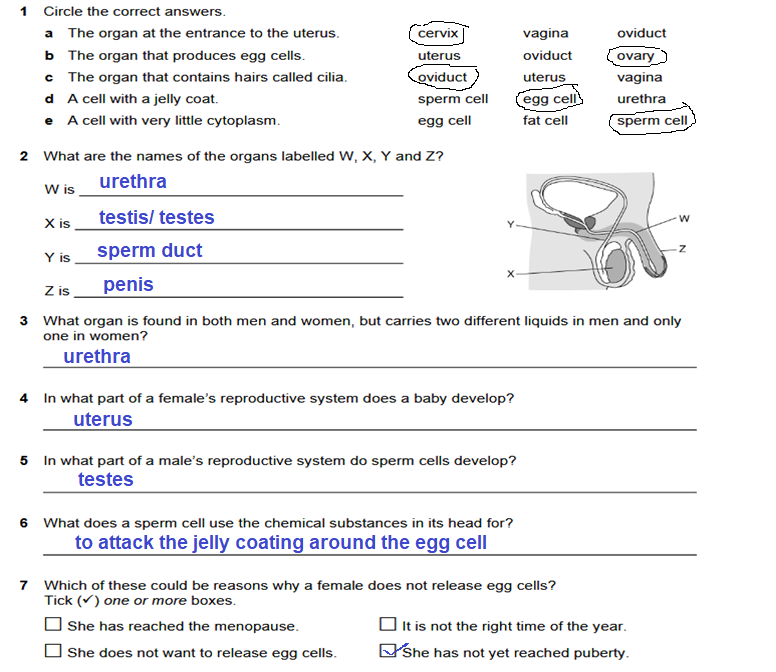 1 Circle the correct answers.
a The organ at the entrance to the uterus. cervix vagina oviduct
b The organ that produces egg cells. uterus oviduct ovary
c The organ that contains hairs called cilia. oviduct uterus vagina
d A cell with a jelly coat. sperm cell egg cell urethra
e A cell with very little cytoplasm. egg cell fat cell sperm cell
2 What are the names of the organs labelled W, X, Y and Z?
W is urethra
X is testis/ testes
Y is sperm duct
Z is penis
Y
W
Z
X
3 What organ is found in both men and women, but carries two different liquids in men and only
one in women?
urethra
4 In what part of a female's reproductive system does a baby develop?
uterus
5 In what part of a male's reproductive system do sperm cells develop?
testes
6 What does a sperm cell use the chemical substances in its head for?
to attack the jelly coating around the egg cell
7 Which of these could be reasons why a female does not release egg cells?
Tick (✓) one or more boxes.
☐ She has reached the menopause. ☐ It is not the right time of the year.
☐ She does not want to release egg cells. ☑ She has not yet reached puberty.